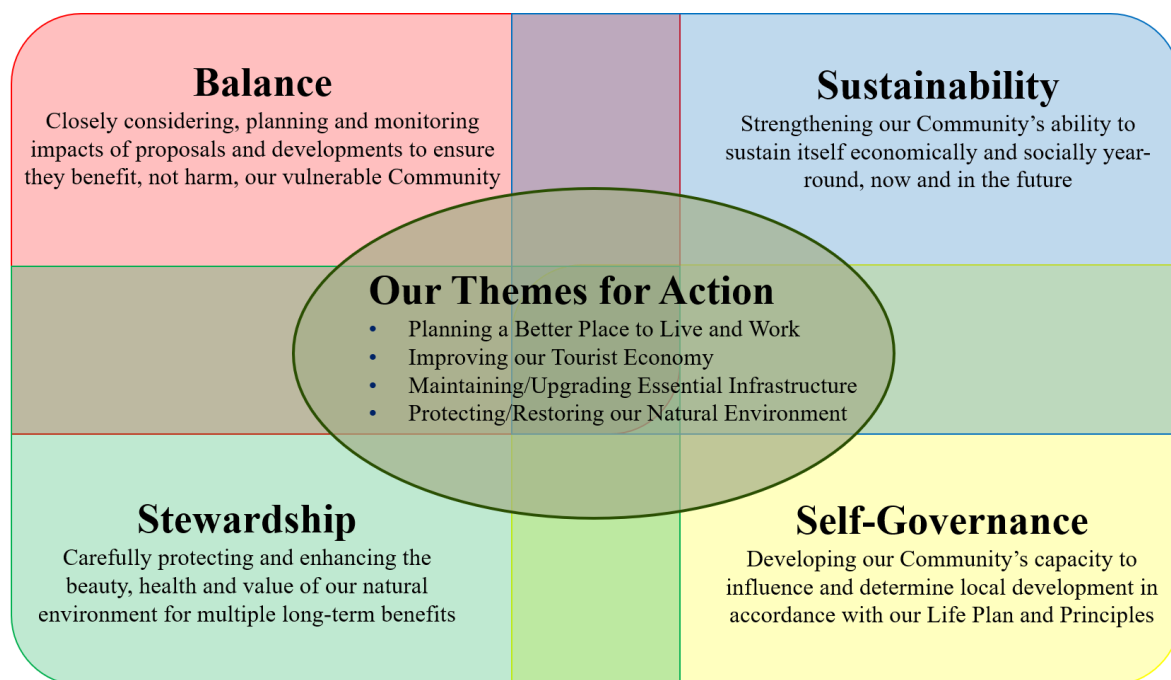 Balance
Closely considering, planning and monitoring
impacts of proposals and developments to ensure
they benefit, not harm, our vulnerable Community
Sustainability
Strengthening our Community’s ability to
sustain itself economically and socially year-
round, now and in the future
Our Themes for Action
• Planning a Better Place to Live and Work
• Improving our Tourist Economy
• Maintaining/Upgrading Essential Infrastructure
• Protecting/Restoring our Natural Environment
Stewardship
Carefully protecting and enhancing the
beauty, health and value of our natural
environment for multiple long-term benefits
Self-Governance
Developing our Community’s capacity to
influence and determine local development in
accordance with our Life Plan and Principles